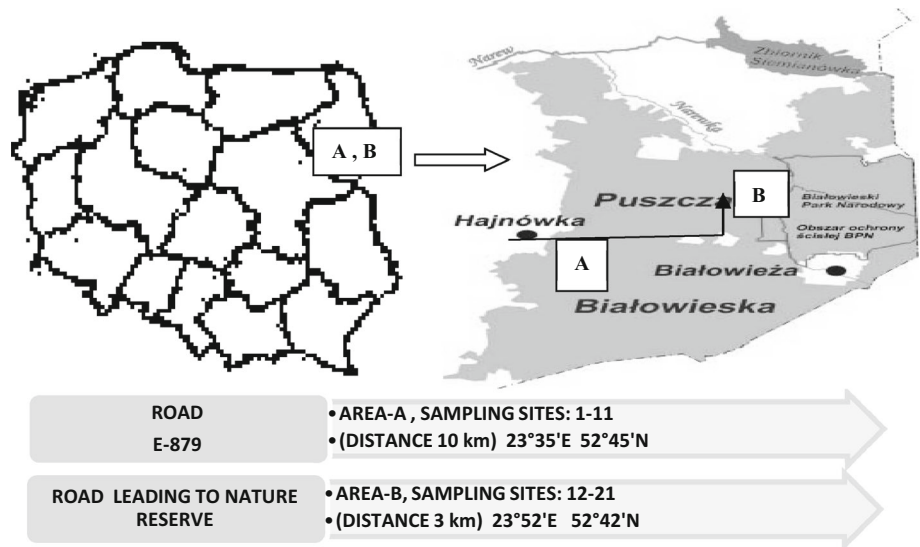 A , B
Narew
Zbiornik
Siemianówka
Narewka
Puszcza
B
Białowieski
Park Narodowy
Hajnówka
Obszar ochrony
ścisłej BPN
A
Białowieża
Białowieska
ROAD
E-879
•AREA-A , SAMPLING SITES: 1-11
•(DISTANCE 10 km) 23°35'E 52°45'N
ROAD LEADING TO NATURE
RESERVE
•AREA-B, SAMPLING SITES: 12-21
•(DISTANCE 3 km) 23°52'E 52°42'N